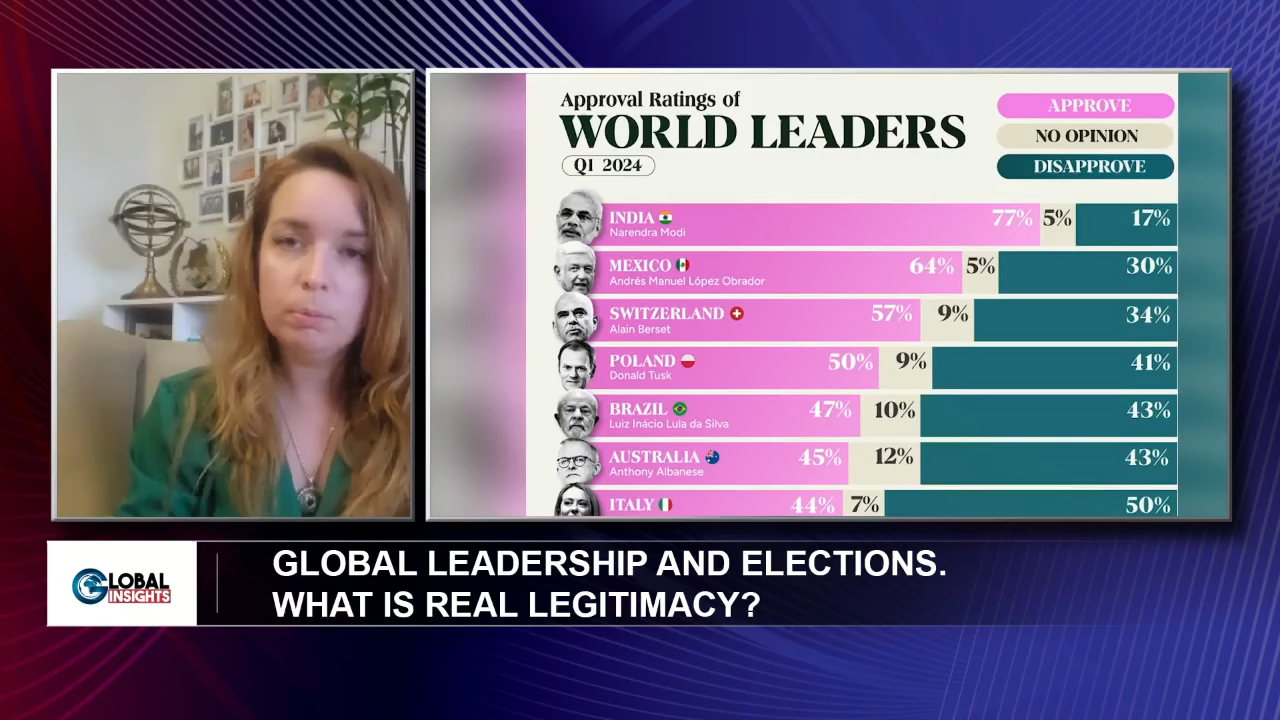 Approval Ratings of
WORLD LEADERS
Q1 2024
APPROVE
NO OPINION
DISAPPROVE
INDIA 77% 5% 17%
Narendra Modi
MEXICO 64% 5% 30%
Andrés Manuel López Obrador
SWITZERLAND 57% 9% 34%
Alain Berset
POLAND 50% 9% 41%
Donald Tusk
BRAZIL 47% 10% 43%
Luiz Inácio Lula da Silva
AUSTRALIA 45% 12% 43%
Anthony Albanese
ITALY 44% 7% 50%
GLOBAL
INSIGHTS
GLOBAL LEADERSHIP AND ELECTIONS.
WHAT IS REAL LEGITIMACY?